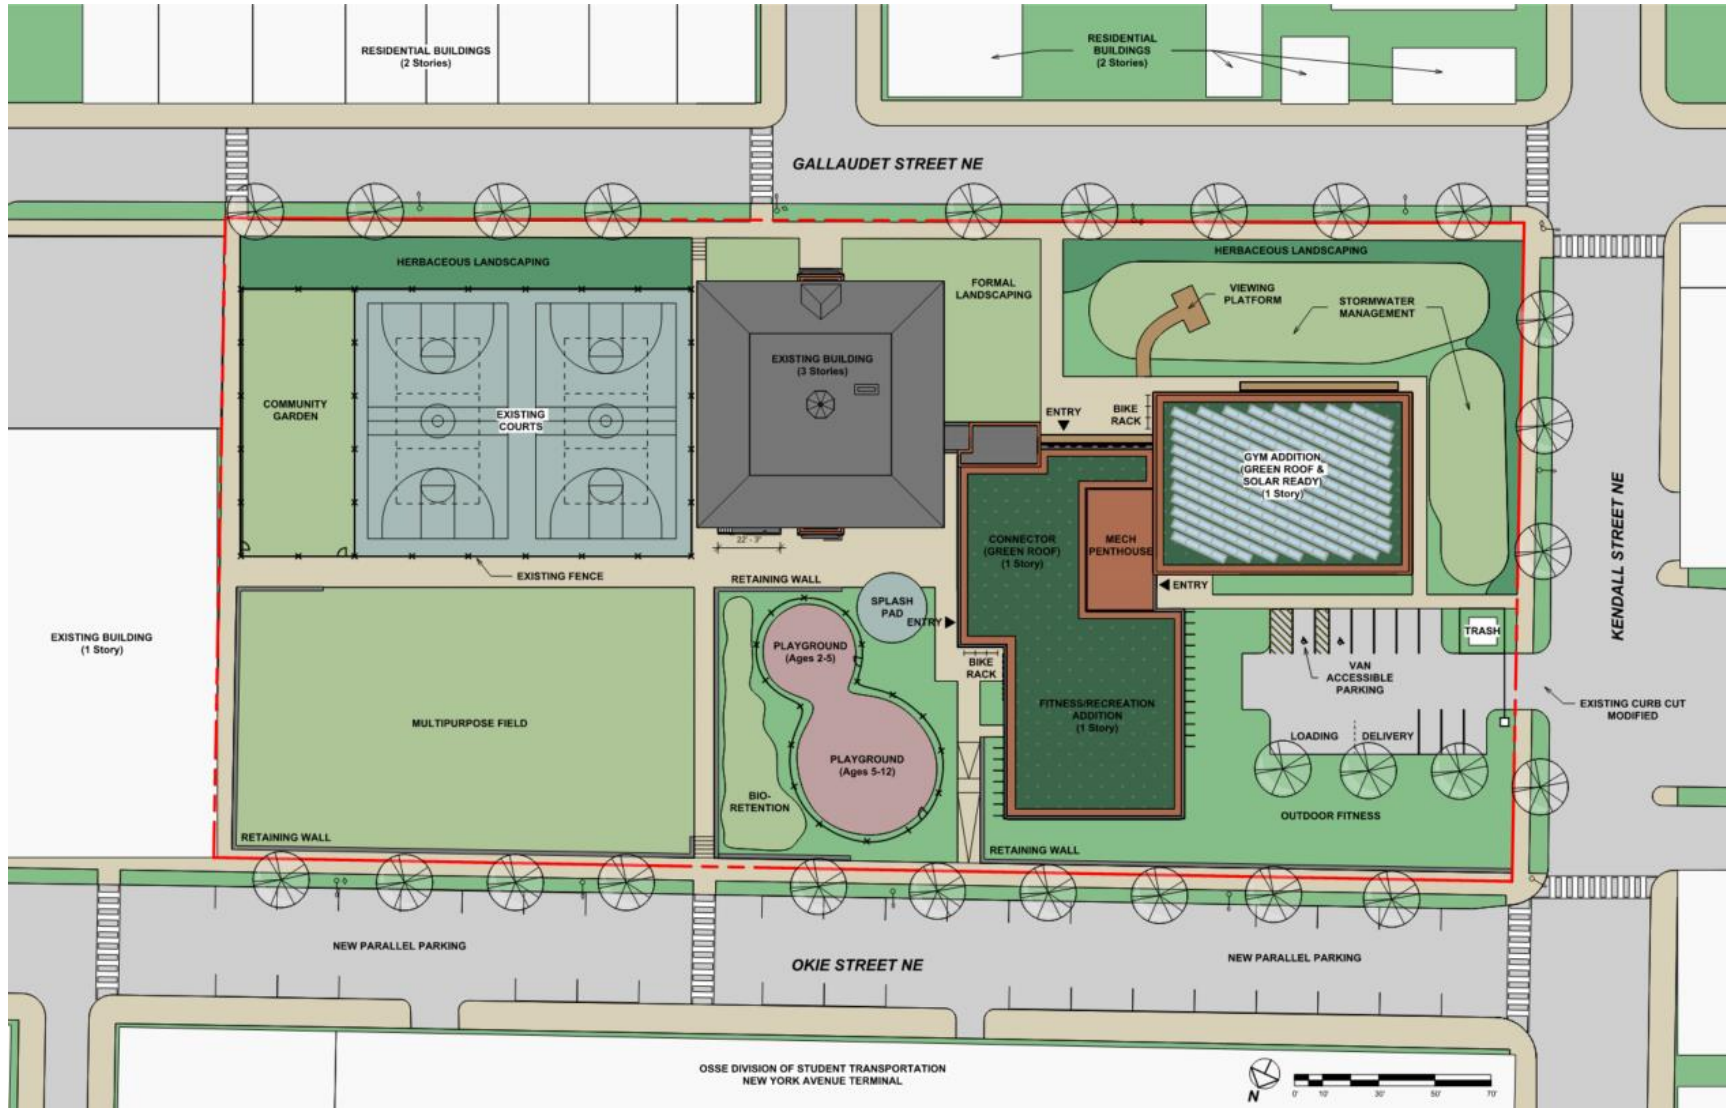 RESIDENTIAL BUILDINGS
(2 Stories)
RESIDENTIAL
BUILDINGS
(2 Stories)
GALLAUDET STREET NE
HERBACEOUS LANDSCAPING
HERBACEOUS LANDSCAPING
FORMAL
LANDSCAPING
VIEWING
PLATFORM
STORMWATER
MANAGEMENT
EXISTING BUILDING
(3 Stories)
COMMUNITY
GARDEN
EXISTING
COURTS
ENTRY
BIKE
RACK
GYM ADDITION
(GREEN ROOF &
SOLAR READY)
(1 Story)
KENDALL STREET NE
22' - 3"
CONNECTOR
(GREEN ROOF)
(1 Story)
MECH
PENTHOUSE
EXISTING FENCE
RETAINING WALL
ENTRY
SPLASH
PAD
ENTRY
EXISTING BUILDING
(1 Story)
PLAYGROUND
(Ages 2-5)
BIKE
RACK
TRASH
VAN
ACCESSIBLE
PARKING
MULTIPURPOSE FIELD
FITNESS/RECREATION
ADDITION
(1 Story)
EXISTING CURB CUT
MODIFIED
LOADING
DELIVERY
PLAYGROUND
(Ages 5-12)
BIO-
RETENTION
OUTDOOR FITNESS
RETAINING WALL
RETAINING WALL
NEW PARALLEL PARKING
OKIE STREET NE
NEW PARALLEL PARKING
OSSE DIVISION OF STUDENT TRANSPORTATION
NEW YORK AVENUE TERMINAL
N
0' 10' 30' 50' 70'